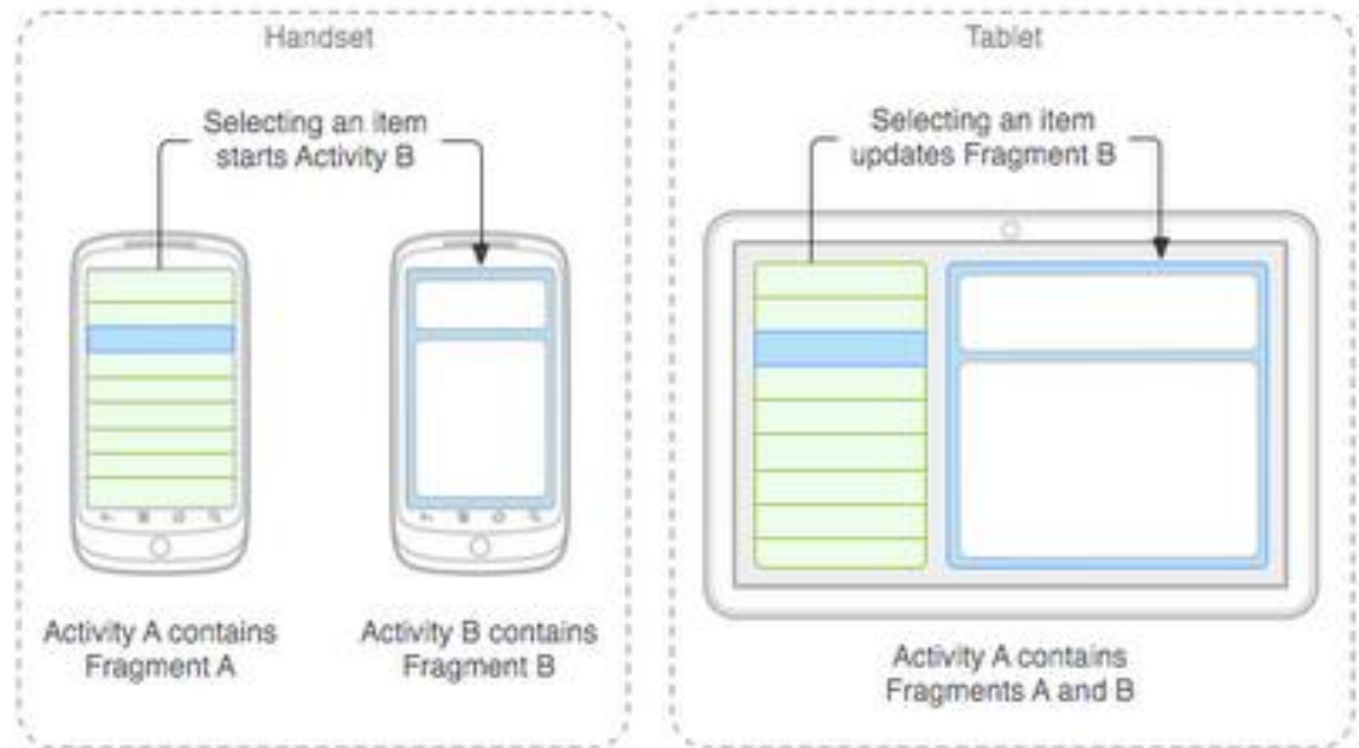 Handset
Selecting an item
starts Activity B
Activity A contains
Fragment A
Activity B contains
Fragment B
Tablet
Selecting an item
updates Fragment B
Activity A contains
Fragments A and B